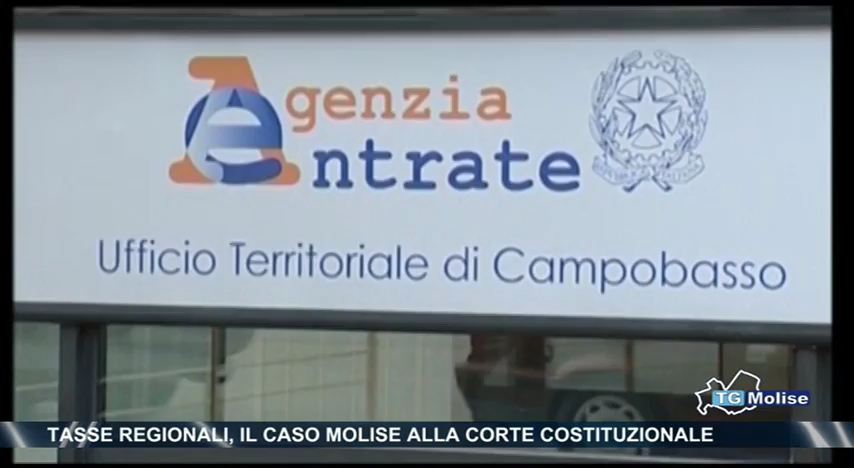 Agenzia
entrate
Ufficio Territoriale di Campobasso
TG Molise
TASSE REGIONALI, IL CASO MOLISE ALLA CORTE COSTITUZIONALE